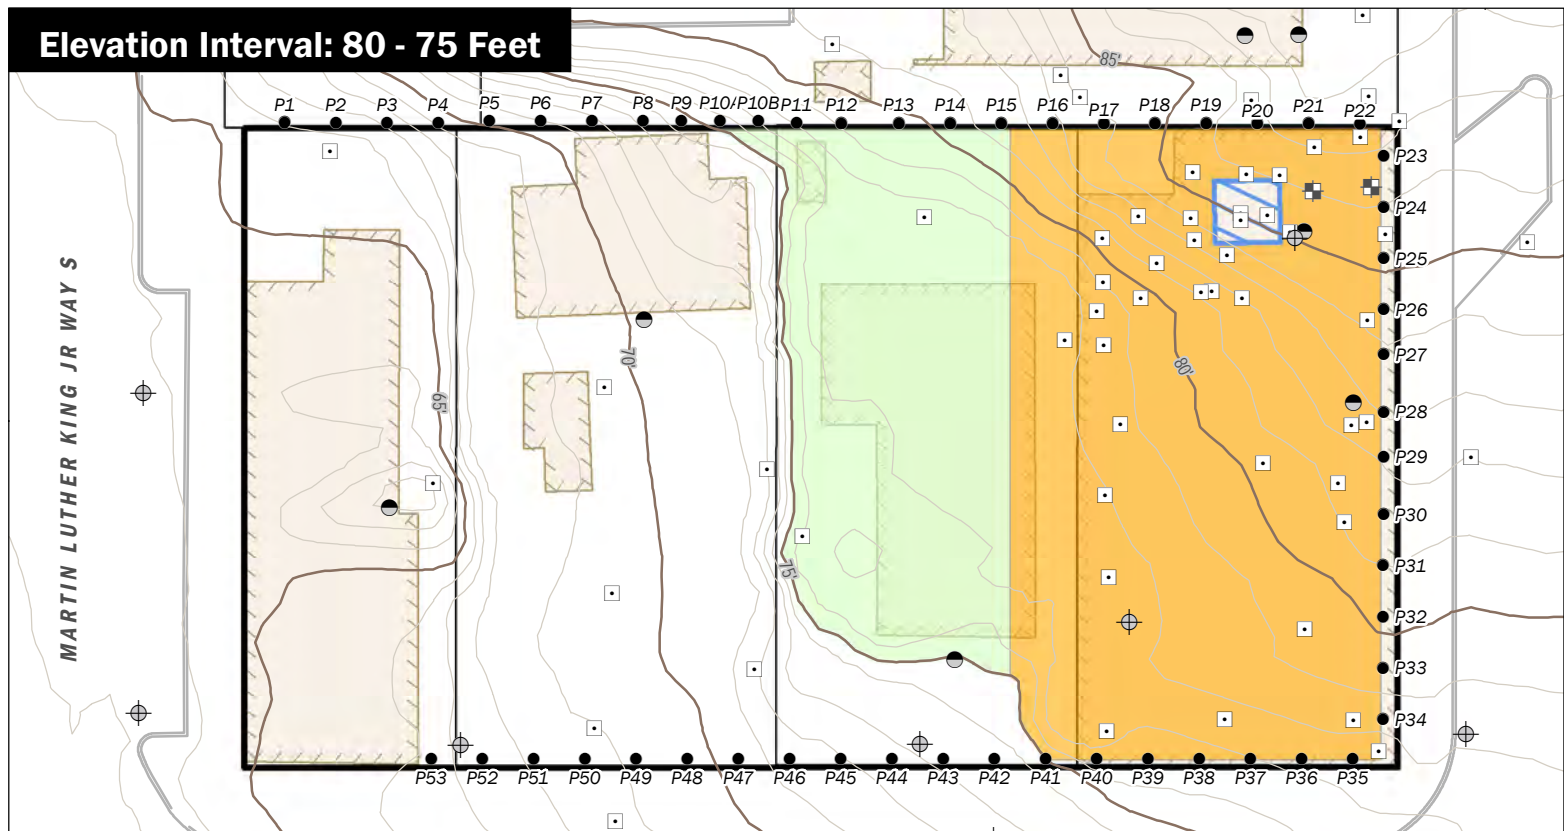 Elevation Interval: 80 - 75 Feet
85'
P1 P2 P3 P4 P5 P6 P7 P8 P9 P10A P10B P11 P12 P13 P14 P15 P16 P17 P18 P19 P20 P21 P22
P23
P24
P25
P26
P27
70'
80'
P28
65'
MARTIN LUTHER KING JR WAY S
P29
P30
75'
P31
P32
P33
P34
P53 P52 P51 P50 P49 P48 P47 P46 P45 P44 P43 P42 P41 P40 P39 P38 P37 P36 P35